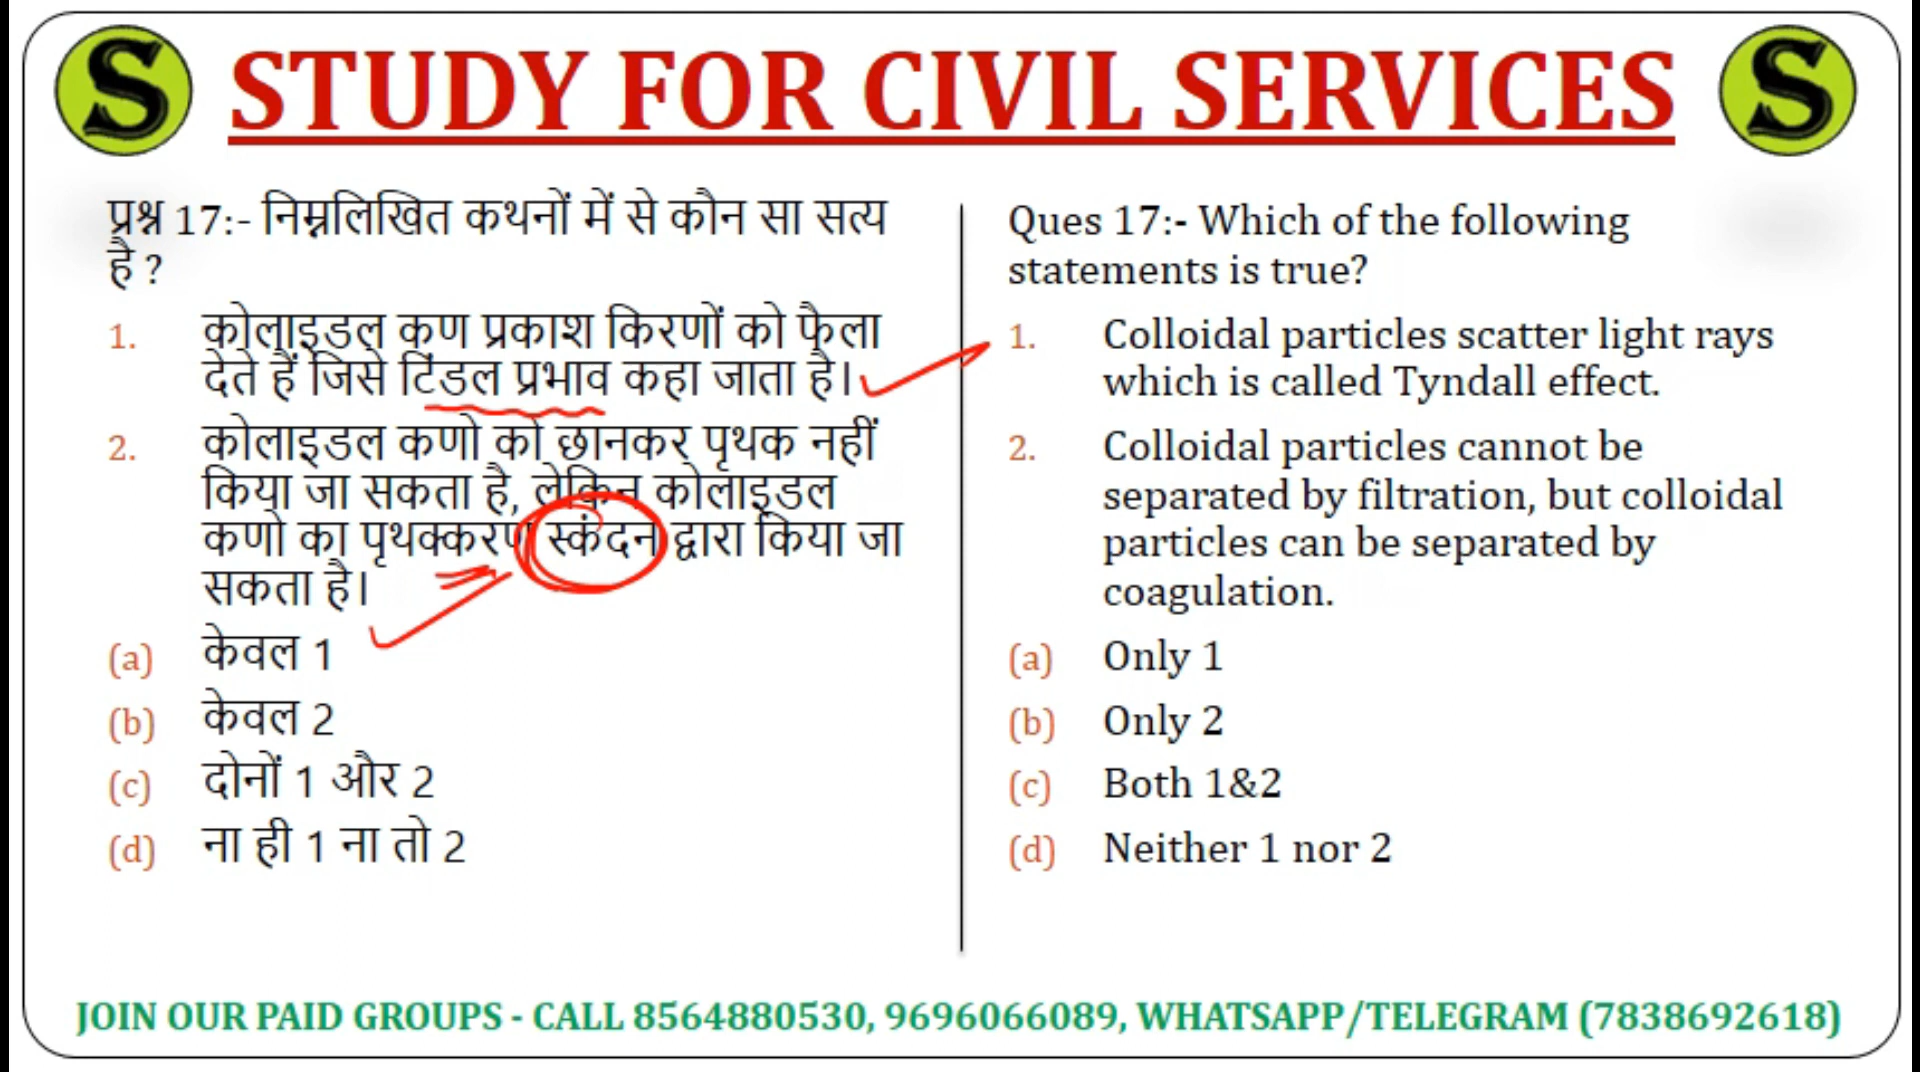 S
STUDY FOR CIVIL SERVICES
S
प्रश्न 17:- निम्नलिखित कथनों में से कौन सा सत्य
है ?
1. कोलाइडल कण प्रकाश किरणों को फैला
देते हैं जिसे टिंडल प्रभाव कहा जाता है।
2. कोलाइडल कणो को छानकर पृथक नहीं
किया जा सकता है, लेकिन कोलाइडल
कणो का पृथक्करण स्कंदन द्वारा किया जा
सकता है।
(a) केवल 1
(b) केवल 2
(c) दोनों 1 और 2
(d) ना ही 1 ना तो 2
Ques 17:- Which of the following
statements is true?
1. Colloidal particles scatter light rays
which is called Tyndall effect.
2. Colloidal particles cannot be
separated by filtration, but colloidal
particles can be separated by
coagulation.
(a) Only 1
(b) Only 2
(c) Both 1&2
(d) Neither 1 nor 2
JOIN OUR PAID GROUPS - CALL 8564880530, 9696066089, WHATSAPP/TELEGRAM (7838692618)